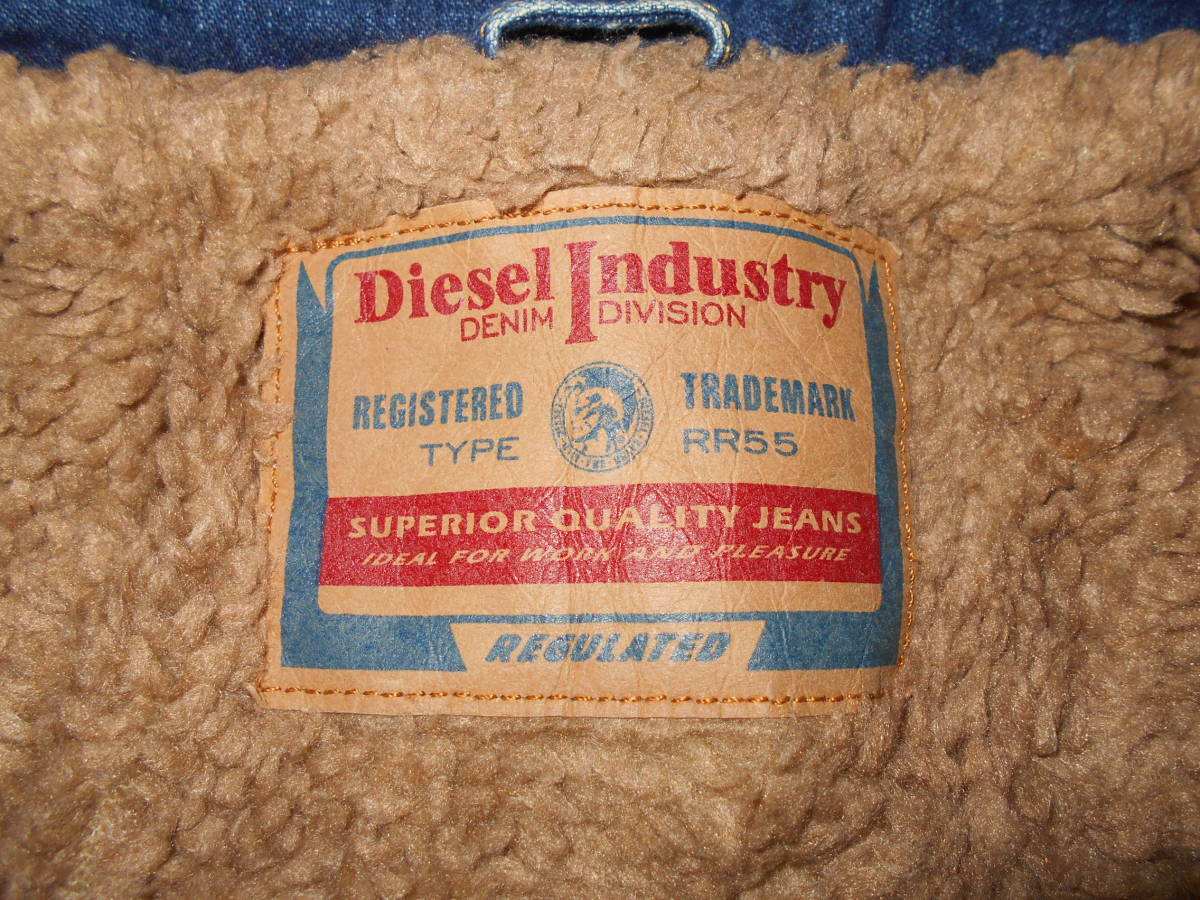 Diesel Industry
DENIM DIVISION
REGISTERED TRADEMARK
TYPE RR55
SUPERIOR QUALITY JEANS
IDEAL FOR WORK AND PLEASURE
REGULATED